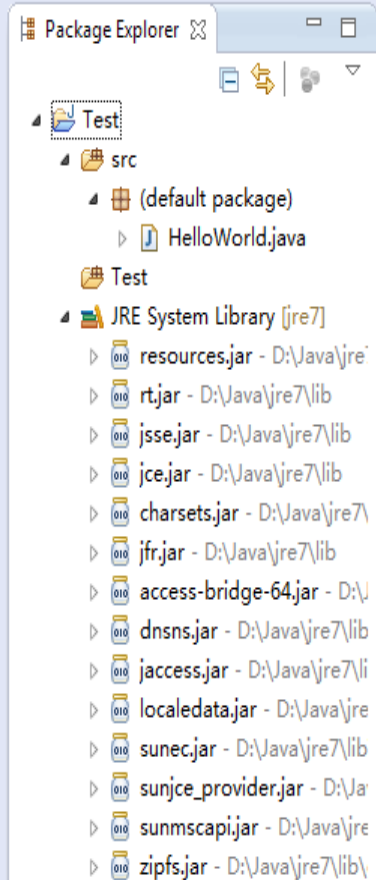 Package Explorer
Test
src
(default package)
HelloWorld.java
Test
JRE System Library [jre7]
resources.jar - D:\Java\jre7
rt.jar - D:\Java\jre7\lib
jsse.jar - D:\Java\jre7\lib
jce.jar - D:\Java\jre7\lib
charsets.jar - D:\Java\jre7\
jfr.jar - D:\Java\jre7\lib
access-bridge-64.jar - D:\J
dnsns.jar - D:\Java\jre7\lib
jaccess.jar - D:\Java\jre7\li
localedata.jar - D:\Java\jre
sunec.jar - D:\Java\jre7\lib
sunjce_provider.jar - D:\Ja
sunmscapi.jar - D:\Java\jre
zipfs.jar - D:\Java\jre7\lib\